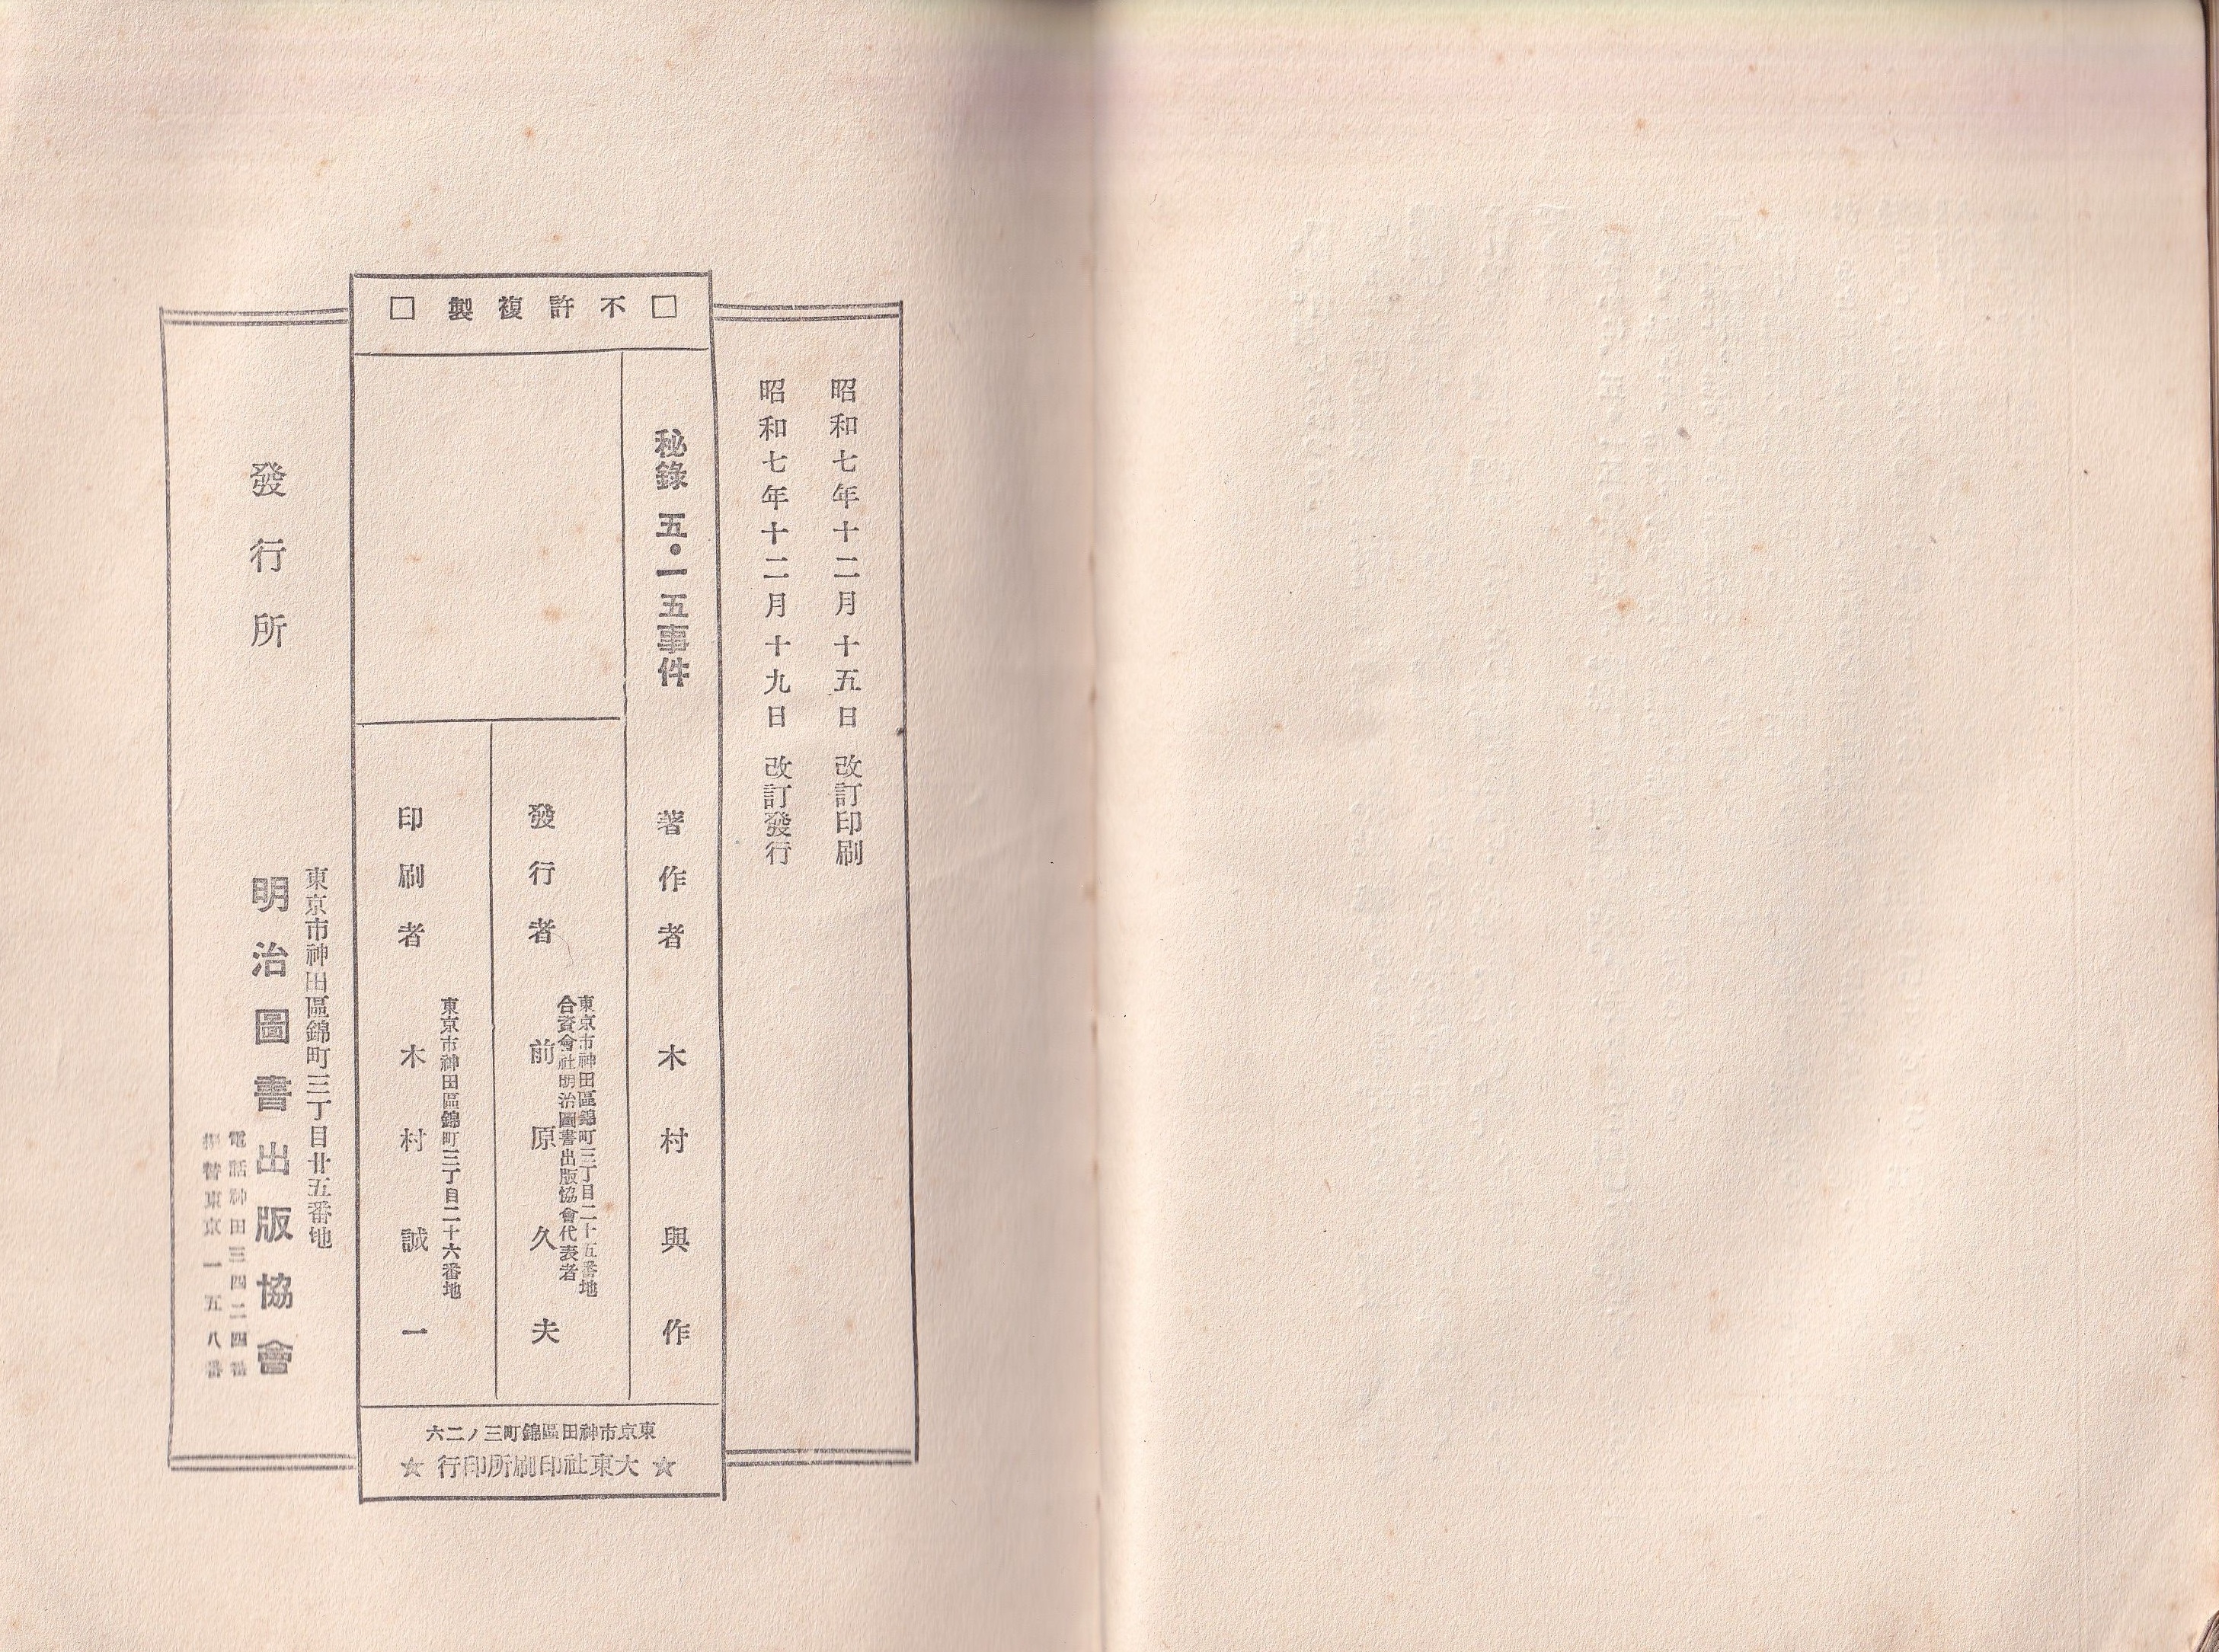 昭和七年十二月十五日 改訂印刷
昭和七年十二月十九日 改訂發行
□不許複製□
秘錄 五・一五事件
著作者 木村與作
發行者
東京市神田區錦町三丁目二十五番地
合資會社明治圖書出版協會代表者
前原久夫
印刷者
東京市神田區錦町三丁目二十六番地
木村誠一
東京市神田區錦町三ノ二六
☆大東社印刷所印行☆
發行所
東京市神田區錦町三丁目廿五番地
明治圖書出版協會
電話神田三四二四番
振替東京一五八番